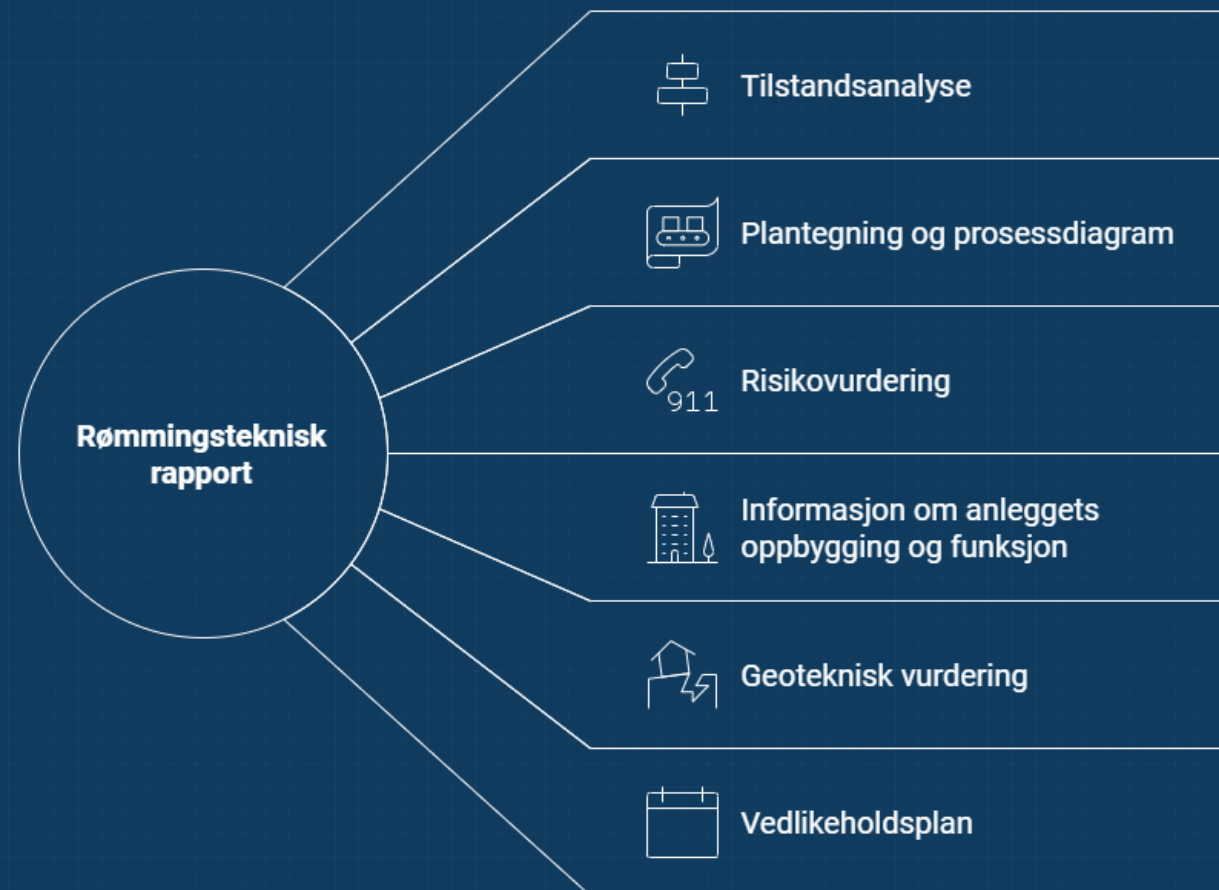 Tilstandsanalyse
Plantegning og prosessdiagram
911
Risikovurdering
Rømmingsteknisk
rapport
Informasjon om anleggets
oppbygging og funksjon
Geoteknisk vurdering
Vedlikeholdsplan